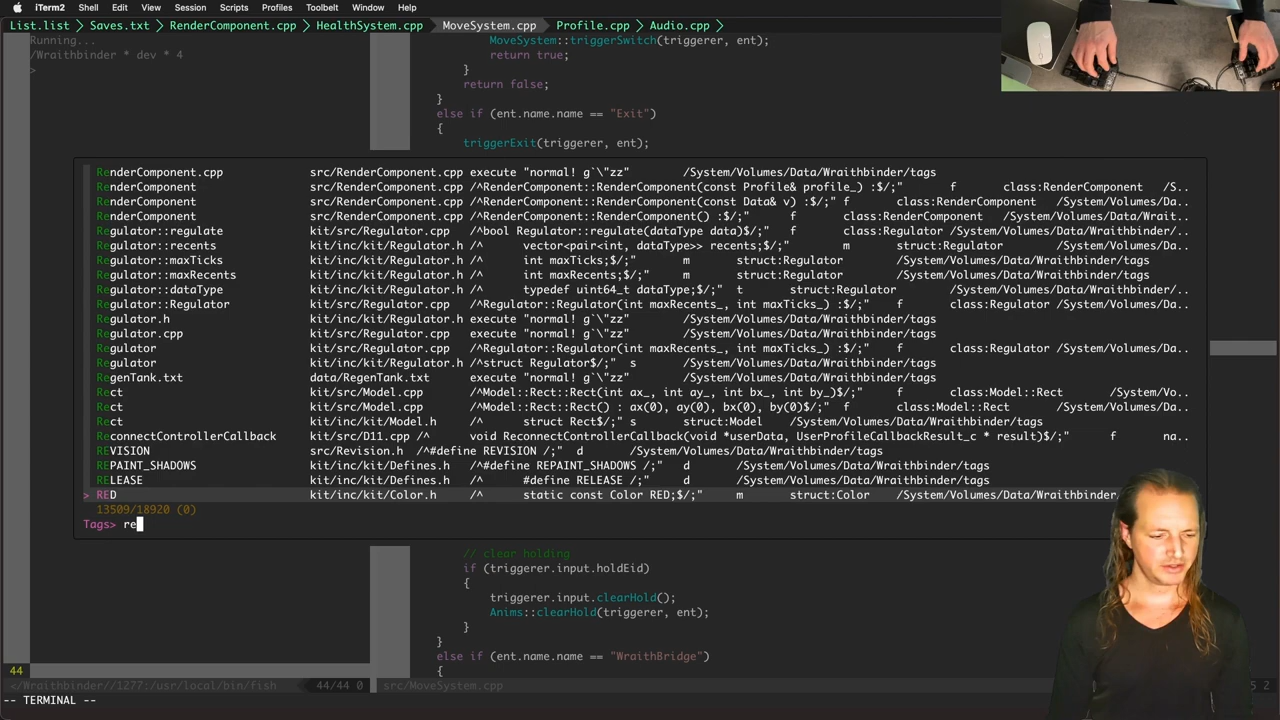 iTerm2 Shell Edit View Session Scripts Profiles Toolbelt Window Help
List.list > Saves.txt > RenderComponent.cpp > HealthSystem.cpp > MoveSystem.cpp > Profile.cpp > Audio.cpp >
Running...
/Wraithbinder * dev * 4
>
MoveSystem::triggerSwitch(triggerer, ent);
return true;
}
return false;
}
else if (ent.name.name == "Exit")
{
triggerExit(triggerer, ent);
RenderComponent.cpp src/RenderComponent.cpp execute "normal! g`\"zz" /System/Volumes/Data/Wraithbinder/tags
RenderComponent src/RenderComponent.cpp /^RenderComponent::RenderComponent(const Profile& profile_) :$/;" f class:RenderComponent /S..
RenderComponent src/RenderComponent.cpp /^RenderComponent::RenderComponent(const Data& v) :$/;" f class:RenderComponent /System/Volumes/Da..
RenderComponent src/RenderComponent.cpp /^RenderComponent::RenderComponent() :$/;" f class:RenderComponent /System/Volumes/Data/Wrait..
Regulator::regulate kit/src/Regulator.cpp /^bool Regulator::regulate(dataType data)$/;" f class:Regulator /System/Volumes/Data/Wraithbinder/..
Regulator::recents kit/inc/kit/Regulator.h /^ vector<pair<int, dataType>> recents;$/;" m struct:Regulator /System/Volumes/Data/Wraithbinder/..
Regulator::maxTicks kit/inc/kit/Regulator.h /^ int maxTicks;$/;" m struct:Regulator /System/Volumes/Data/Wraithbinder/tags
Regulator::maxRecents kit/inc/kit/Regulator.h /^ int maxRecents;$/;" m struct:Regulator /System/Volumes/Data/Wraithbinder/tags
Regulator::dataType kit/inc/kit/Regulator.h /^ typedef uint64_t dataType;$/;" t struct:Regulator /System/Volumes/Data/Wraithbinder/tags
Regulator::Regulator kit/src/Regulator.cpp /^Regulator::Regulator(int maxRecents_, int maxTicks_) :$/;" f class:Regulator /System/Volumes/Da..
Regulator.h kit/inc/kit/Regulator.h execute "normal! g`\"zz" /System/Volumes/Data/Wraithbinder/tags
Regulator.cpp kit/src/Regulator.cpp execute "normal! g`\"zz" /System/Volumes/Data/Wraithbinder/tags
Regulator kit/src/Regulator.cpp /^Regulator::Regulator(int maxRecents_, int maxTicks_) :$/;" f class:Regulator /System/Volumes/Da..
Regulator kit/inc/kit/Regulator.h /^struct Regulator$/;" s /System/Volumes/Data/Wraithbinder/tags
RegenTank.txt data/RegenTank.txt execute "normal! g`\"zz" /System/Volumes/Data/Wraithbinder/tags
Rect kit/src/Model.cpp /^Model::Rect::Rect(int ax_, int ay_, int bx_, int by_)$/;" f class:Model::Rect /System/Vo..
Rect kit/src/Model.cpp /^Model::Rect::Rect() : ax(0), ay(0), bx(0), by(0)$/;" f class:Model::Rect /System/Volumes/Da..
Rect kit/inc/kit/Model.h /^ struct Rect$/;" s struct:Model /System/Volumes/Data/Wraithbinder/tags
ReconnectControllerCallback kit/src/D11.cpp /^ void ReconnectControllerCallback(void *userData, UserProfileCallbackResult_c * result)$/;" f na..
REVISION src/Revision.h /^#define REVISION /;" d /System/Volumes/Data/Wraithbinder/tags
REPAINT_SHADOWS kit/inc/kit/Defines.h /^#define REPAINT_SHADOWS /;" d /System/Volumes/Data/Wraithbinder/tags
RELEASE kit/inc/kit/Defines.h /^ #define RELEASE /;" d /System/Volumes/Data/Wraithbinder/tags
> RED kit/inc/kit/Color.h /^ static const Color RED;$/;" m struct:Color /System/Volumes/Data/Wraithbinder
13509/18920 (0)
Tags> re
// clear holding
if (triggerer.input.holdEid)
{
triggerer.input.clearHold();
Anims::clearHold(triggerer, ent);
}
}
else if (ent.name.name == "WraithBridge")
44 {
</Wraithbinder//1277:/usr/local/bin/fish 44/44 0 src/MoveSystem.cpp 5 2
-- TERMINAL --